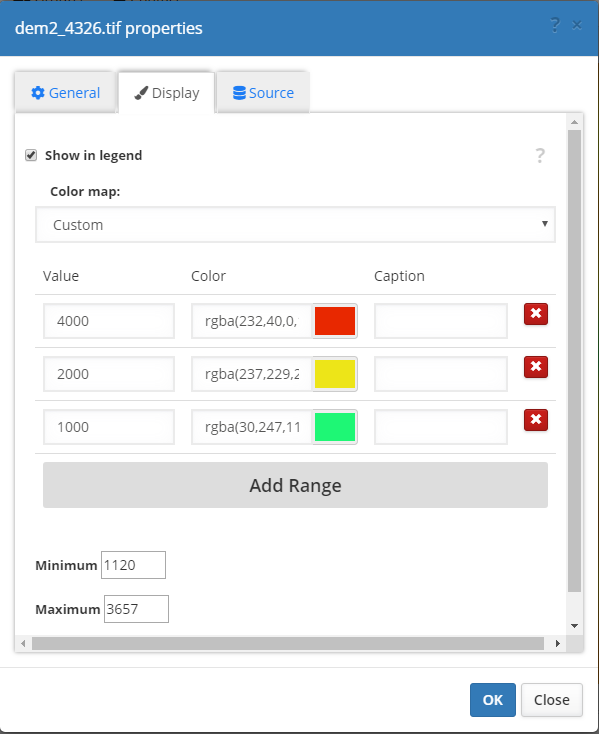 dem2_4326.tif properties ? ×
General Display Source
Show in legend ?
Color map:
Custom
Value Color Caption
4000 rgba(232,40,0,
2000 rgba(237,229,2
1000 rgba(30,247,11
Add Range
Minimum 1120
Maximum 3657
OK Close